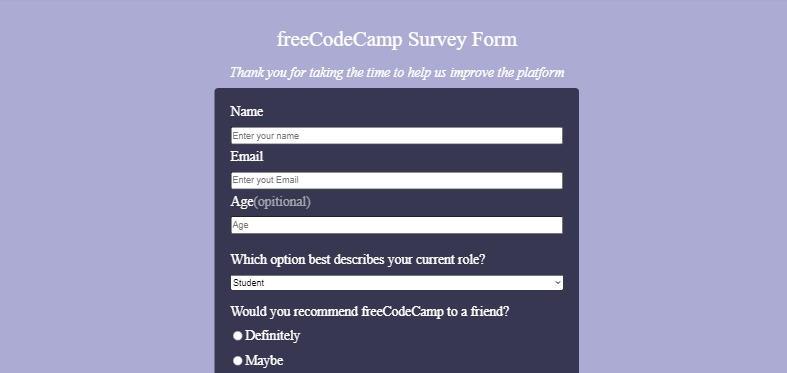 freeCodeCamp Survey Form
Thank you for taking the time to help us improve the platform
Name
Enter your name
Email
Enter yout Email
Age(opitional)
Age
Which option best describes your current role?
Student
Would you recommend freeCodeCamp to a friend?
Definitely
Maybe